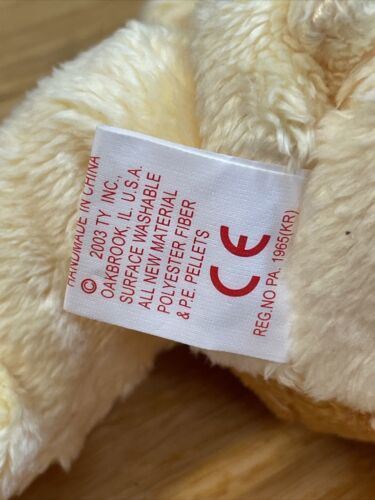 HANDMADE IN CHINA
© 2003 TY INC.,
OAKBROOK, IL. U.S.A.
SURFACE WASHABLE
ALL NEW MATERIAL
POLYESTER FIBER
& P.E. PELLETS
CE
REG.NO PA. 1965(KR)